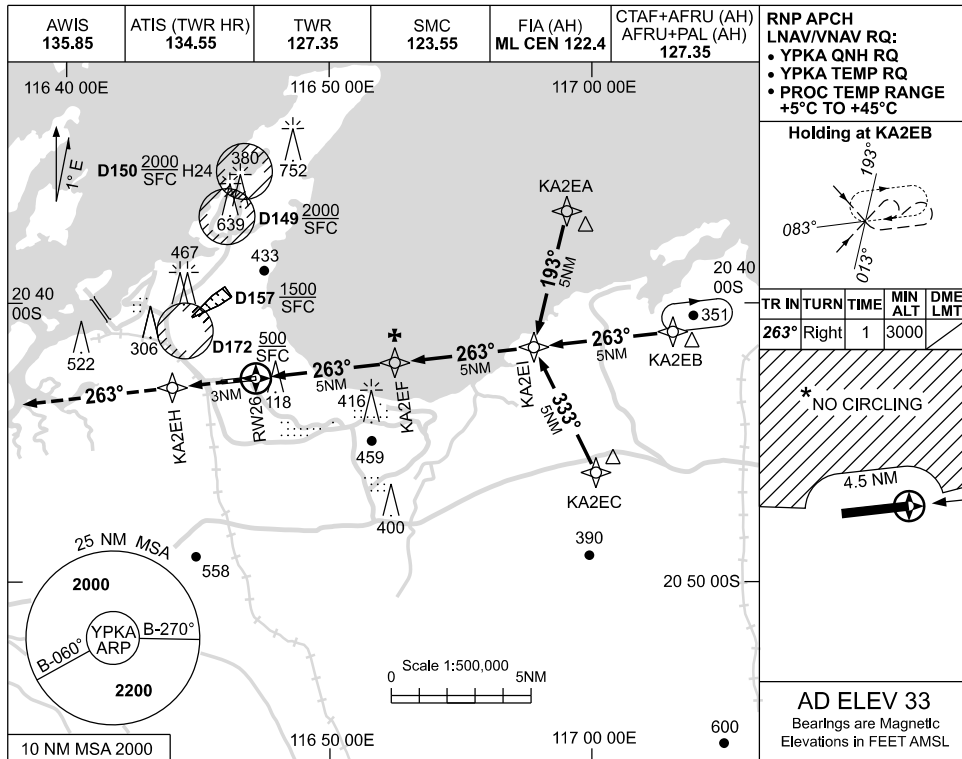 AWIS
135.85
ATIS (TWR HR)
134.55
TWR
127.35
SMC
123.55
FIA (AH)
ML CEN 122.4
CTAF+AFRU (AH)
AFRU+PAL (AH)
127.35
RNP APCH
LNAV/VNAV RQ:
• YPKA QNH RQ
• YPKA TEMP RQ
• PROC TEMP RANGE
+5°C TO +45°C
116 40 00E
116 50 00E
117 00 00E
1° E
D150 2000
SFC H24
380
752
639
D149 2000
SFC
467
433
D157 1500
SFC
20 40
00S
306
522
D172 500
SFC
118
KA2EA
193°
5NM
20 40
00S
351
KA2EB
263°
5NM
KA2EI
263°
5NM
KA2EF
263°
5NM
RW26
3NM
KA2EH
263°
333°
5NM
KA2EC
416
459
400
390
558
20 50 00S
25 NM MSA
2000
YPKA
ARP
B-270°
B-060°
2200
10 NM MSA 2000
Scale 1:500,000
0
5NM
116 50 00E
117 00 00E
600
Holding at KA2EB
193°
083°
013°
TR IN
TURN
TIME
MIN
ALT
DME
LMT
263°
Right
1
3000
*NO CIRCLING
4.5 NM
AD ELEV 33
Bearings are Magnetic
Elevations in FEET AMSL